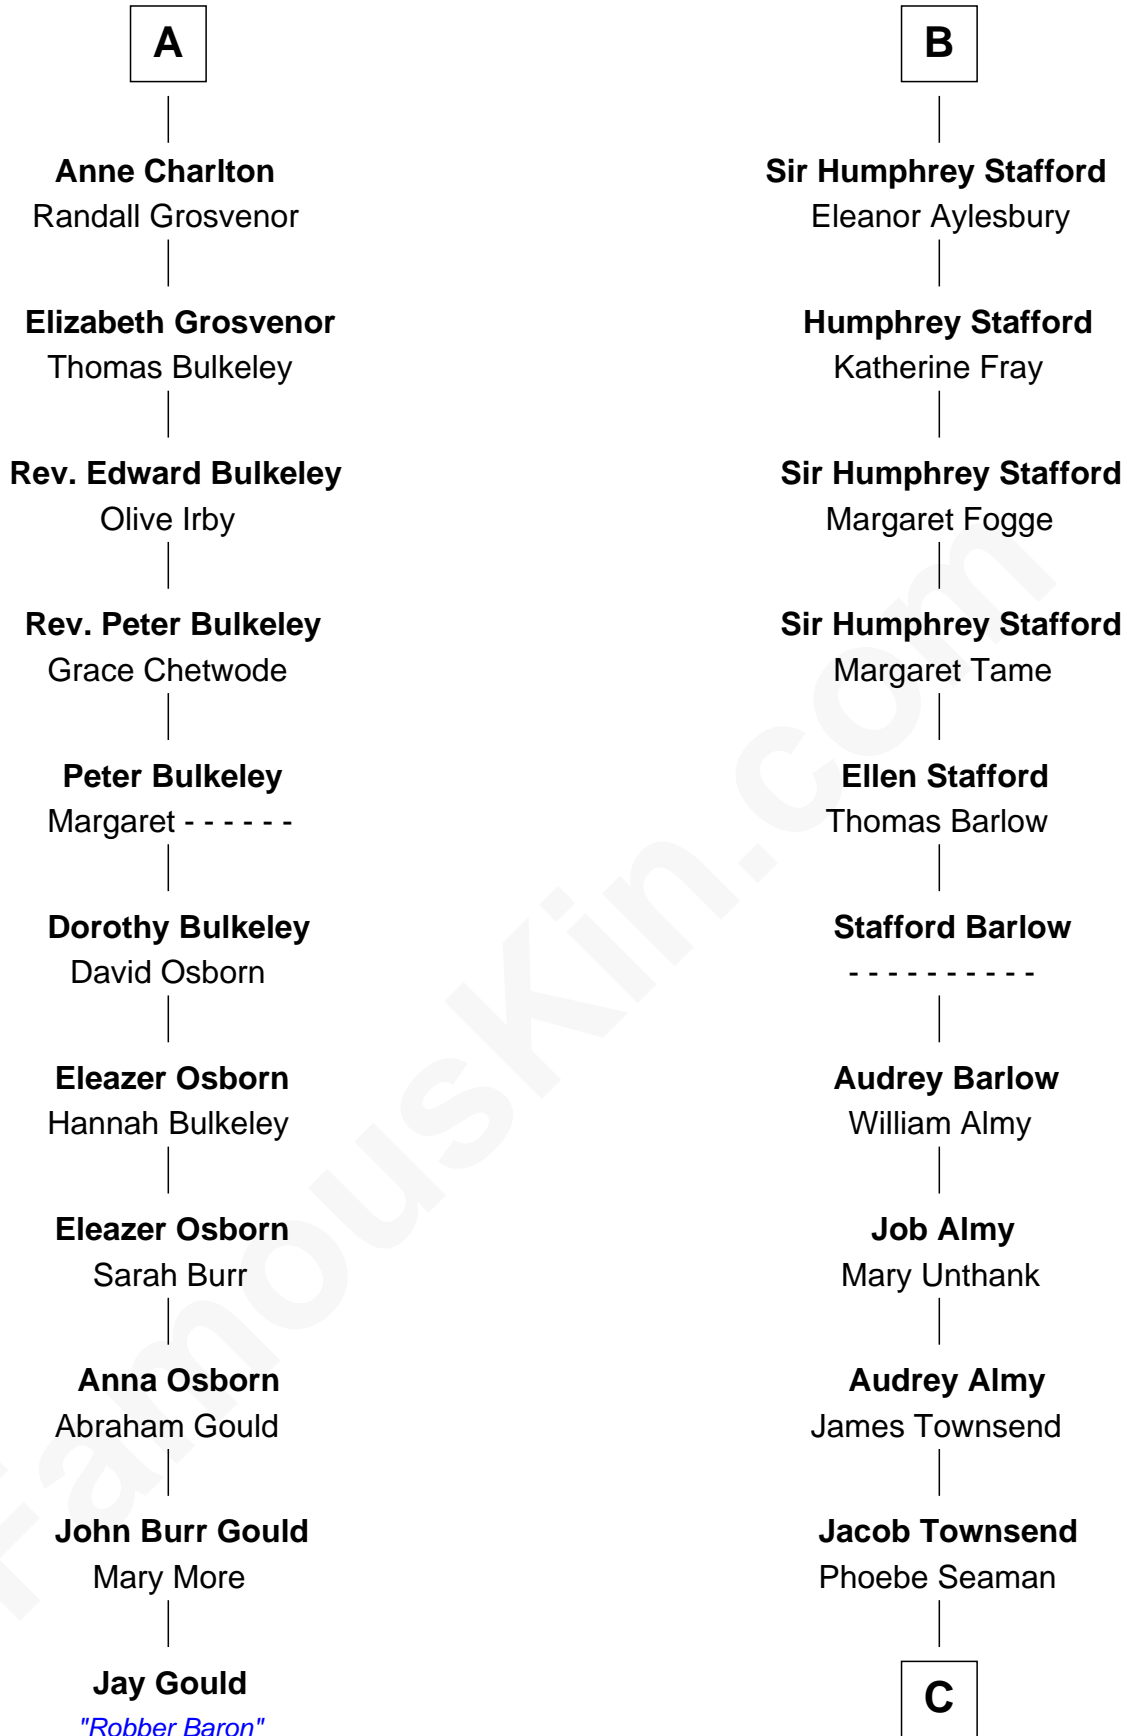 A
Anne Charlton
Randall Grosvenor
Elizabeth Grosvenor
Thomas Bulkeley
Rev. Edward Bulkeley
Olive Irby
Rev. Peter Bulkeley
Grace Chetwode
Peter Bulkeley
Margaret - - - - - -
Dorothy Bulkeley
David Osborn
Eleazer Osborn
Hannah Bulkeley
Eleazer Osborn
Sarah Burr
Anna Osborn
Abraham Gould
John Burr Gould
Mary More
Jay Gould
"Robber Baron"
B
Sir Humphrey Stafford
Eleanor Aylesbury
Humphrey Stafford
Katherine Fray
Sir Humphrey Stafford
Margaret Fogge
Sir Humphrey Stafford
Margaret Tame
Ellen Stafford
Thomas Barlow
Stafford Barlow
- - - - - - - - - -
Audrey Barlow
William Almy
Job Almy
Mary Unthank
Audrey Almy
James Townsend
Jacob Townsend
Phoebe Seaman
C
FamousKin.com